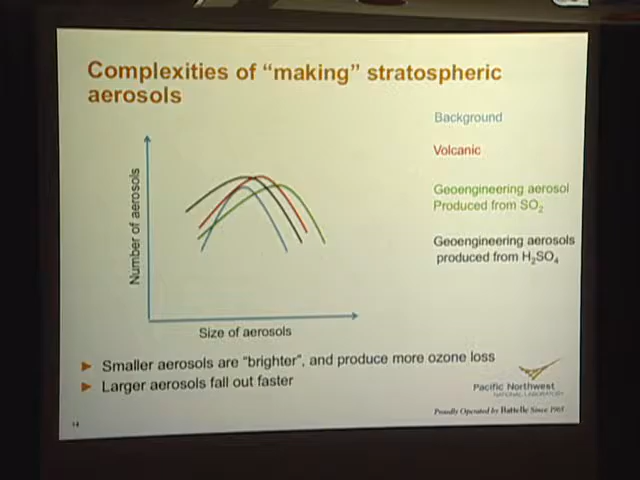 Complexities of “making” stratospheric
aerosols
Background
Volcanic
Geoengineering aerosol
Produced from SO2
Geoengineering aerosols
produced from H2SO4
Number of aerosols
Size of aerosols
Smaller aerosols are “brighter”, and produce more ozone loss
Larger aerosols fall out faster
Pacific Northwest
NATIONAL LABORATORY
Proudly Operated by Battelle Since 1965
14